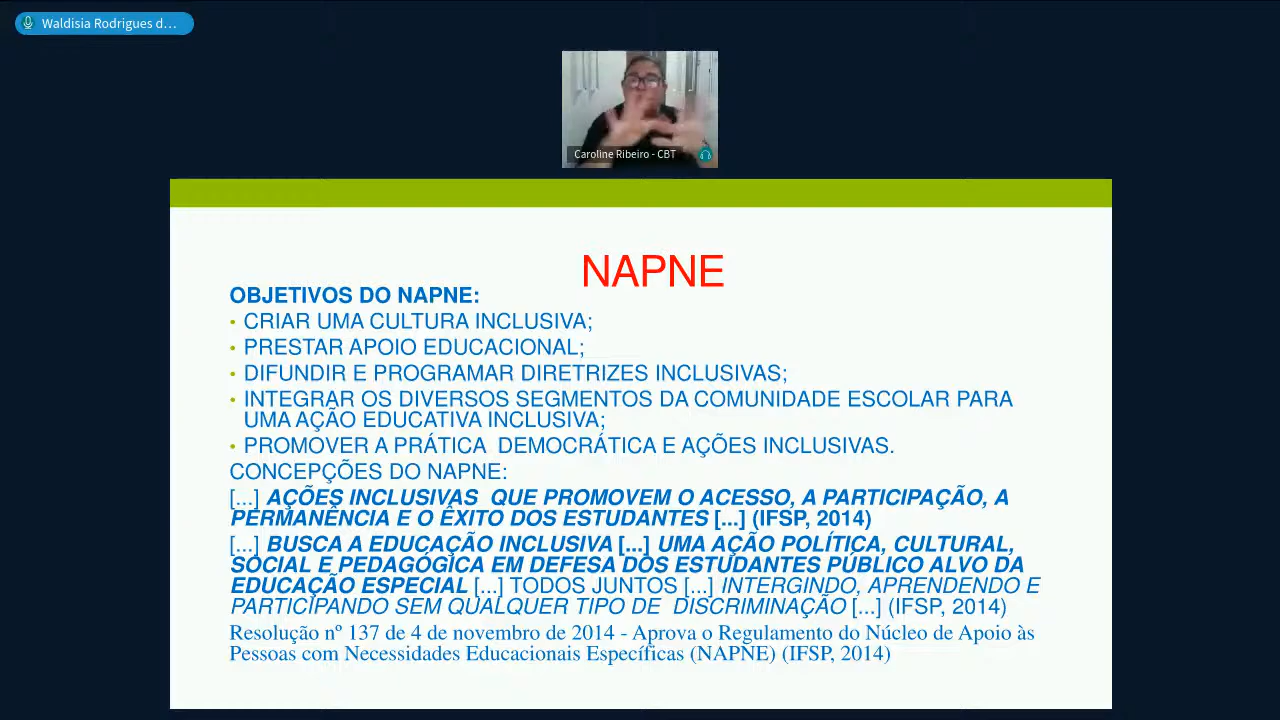 Waldisia Rodrigues d...
Caroline Ribeiro - CBT
NAPNE
OBJETIVOS DO NAPNE:
• CRIAR UMA CULTURA INCLUSIVA;
• PRESTAR APOIO EDUCACIONAL;
• DIFUNDIR E PROGRAMAR DIRETRIZES INCLUSIVAS;
• INTEGRAR OS DIVERSOS SEGMENTOS DA COMUNIDADE ESCOLAR PARA
UMA AÇÃO EDUCATIVA INCLUSIVA;
• PROMOVER A PRÁTICA DEMOCRÁTICA E AÇÕES INCLUSIVAS.
CONCEPÇÕES DO NAPNE:
[...] AÇÕES INCLUSIVAS QUE PROMOVEM O ACESSO, A PARTICIPAÇÃO, A
PERMANÊNCIA E O ÊXITO DOS ESTUDANTES [...] (IFSP, 2014)
[...] BUSCA A EDUCAÇÃO INCLUSIVA [...] UMA AÇÃO POLÍTICA, CULTURAL,
SOCIAL E PEDAGÓGICA EM DEFESA DOS ESTUDANTES PÚBLICO ALVO DA
EDUCAÇÃO ESPECIAL [...] TODOS JUNTOS [...] INTERGINDO, APRENDENDO E
PARTICIPANDO SEM QUALQUER TIPO DE DISCRIMINAÇÃO [...] (IFSP, 2014)
Resolução nº 137 de 4 de novembro de 2014 - Aprova o Regulamento do Núcleo de Apoio às
Pessoas com Necessidades Educacionais Específicas (NAPNE) (IFSP, 2014)